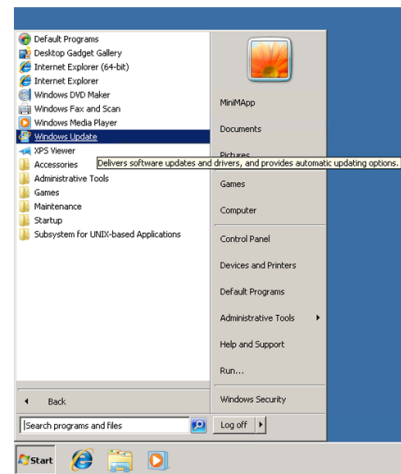 Default Programs
Desktop Gadget Gallery
Internet Explorer (64-bit)
Internet Explorer
Windows DVD Maker
Windows Fax and Scan
Windows Media Player
Windows Update
XPS Viewer
Accessories
Delivers software updates and drivers, and provides automatic updating options.
Administrative Tools
Games
Maintenance
Startup
Subsystem for UNIX-based Applications
Back
Search programs and files
MiniMApp
Documents
Pictures
Games
Computer
Control Panel
Devices and Printers
Default Programs
Administrative Tools
Help and Support
Run...
Windows Security
Log off
Start